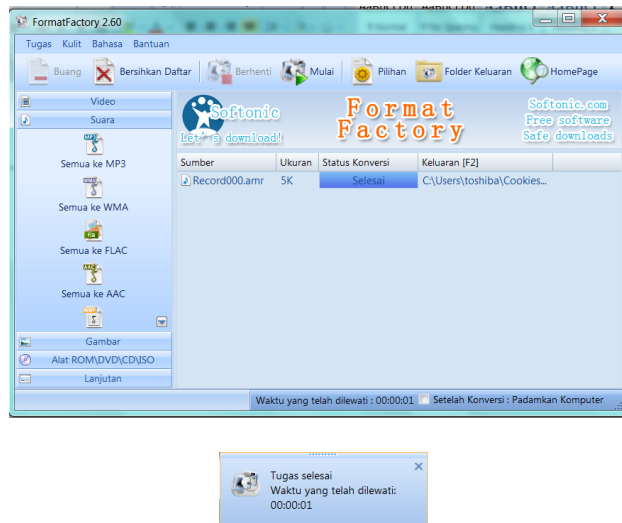 FormatFactory 2.60
Tugas Kulit Bahasa Bantuan
Buang Bersihkan Daftar Berhenti Mulai Pilihan Folder Keluaran HomePage
Video
Suara
Semua ke MP3
Semua ke WMA
Semua ke FLAC
Semua ke AAC
Gambar
Alat ROM\DVD\CD\ISO
Lanjutan
Softonic
Let's download!
Format
Factory
Softonic.com
Free software
Safe downloads
Sumber Ukuran Status Konversi Keluaran [F2]
Record000.amr 5K Selesai C:\Users\toshiba\Cookies...
Waktu yang telah dilewati : 00:00:01 Setelah Konversi : Padamkan Komputer
Tugas selesai
Waktu yang telah dilewati:
00:00:01